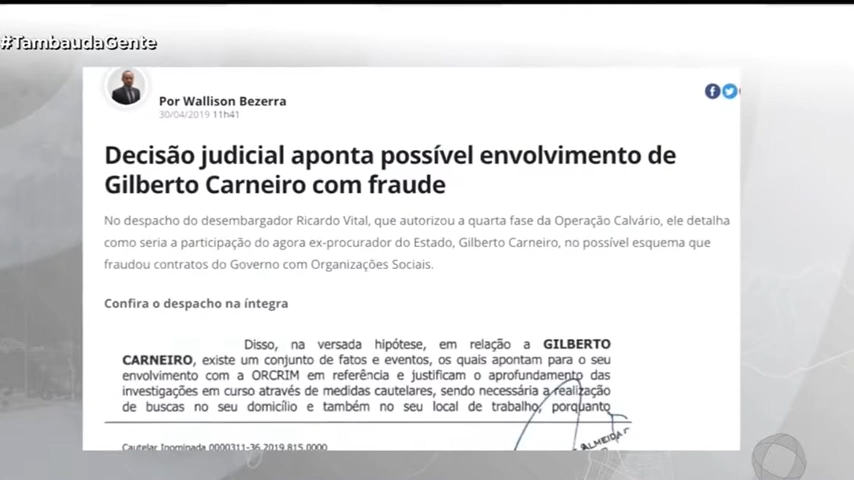 #TambaudaGente
Por Wallison Bezerra
30/04/2019 11h41
Decisão judicial aponta possível envolvimento de
Gilberto Carneiro com fraude
No despacho do desembargador Ricardo Vital, que autorizou a quarta fase da Operação Calvário, ele detalha
como seria a participação do agora ex-procurador do Estado, Gilberto Carneiro, no possível esquema que
fraudou contratos do Governo com Organizações Sociais.
Confira o despacho na íntegra
Disso, na versada hipótese, em relação a GILBERTO
CARNEIRO, existe um conjunto de fatos e eventos, os quais apontam para o seu
envolvimento com a ORCRIM em referência e justificam o aprofundamento das
investigações em curso através de medidas cautelares, sendo necessária a realização
de buscas no seu domicílio e também no seu local de trabalho, porquanto
Cautelar Inominada 0000311-36.2019.815.0000
ALMEIDA